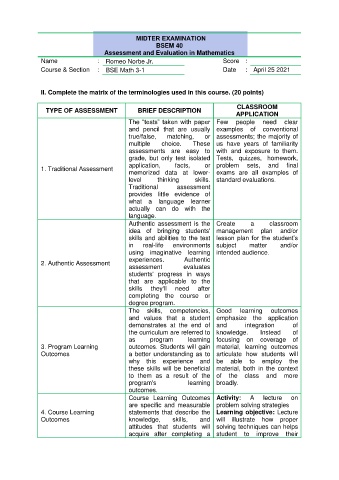 MIDTER EXAMINATION
BSEM 40
Assessment and Evaluation in Mathematics
Name : Romeo Norbe Jr. Score :
Course & Section : BSE Math 3-1 Date : April 25 2021
II. Complete the matrix of the terminologies used in this course. (20 points)
TYPE OF ASSESSMENT
BRIEF DESCRIPTION
CLASSROOM
APPLICATION
1. Traditional Assessment
The "tests" taken with paper
and pencil that are usually
true/false, matching, or
multiple choice. These
assessments are easy to
grade, but only test isolated
application, facts, or
memorized data at lower-
level thinking skills.
Traditional assessment
provides little evidence of
what a language learner
actually can do with the
language.
Few people need clear
examples of conventional
assessments; the majority of
us have years of familiarity
with and exposure to them.
Tests, quizzes, homework,
problem sets, and final
exams are all examples of
standard evaluations.
2. Authentic Assessment
Authentic assessment is the
idea of bringing students'
skills and abilities to the test
in real-life environments
using imaginative learning
experiences. Authentic
assessment evaluates
students' progress in ways
that are applicable to the
skills they'll need after
completing the course or
degree program.
Create a classroom
management plan and/or
lesson plan for the student's
subject matter and/or
intended audience.
3. Program Learning
Outcomes
The skills, competencies,
and values that a student
demonstrates at the end of
the curriculum are referred to
as program learning
outcomes. Students will gain
a better understanding as to
why this experience and
these skills will be beneficial
to them as a result of the
program's learning
outcomes.
Good learning outcomes
emphasize the application
and integration of
knowledge. Instead of
focusing on coverage of
material, learning outcomes
articulate how students will
be able to employ the
material, both in the context
of the class and more
broadly.
4. Course Learning
Outcomes
Course Learning Outcomes
are specific and measurable
statements that describe the
knowledge, skills, and
attitudes that students will
acquire after completing a
Activity: A lecture on
problem solving strategies
Learning objective: Lecture
will illustrate how proper
solving techniques can helps
student to improve their